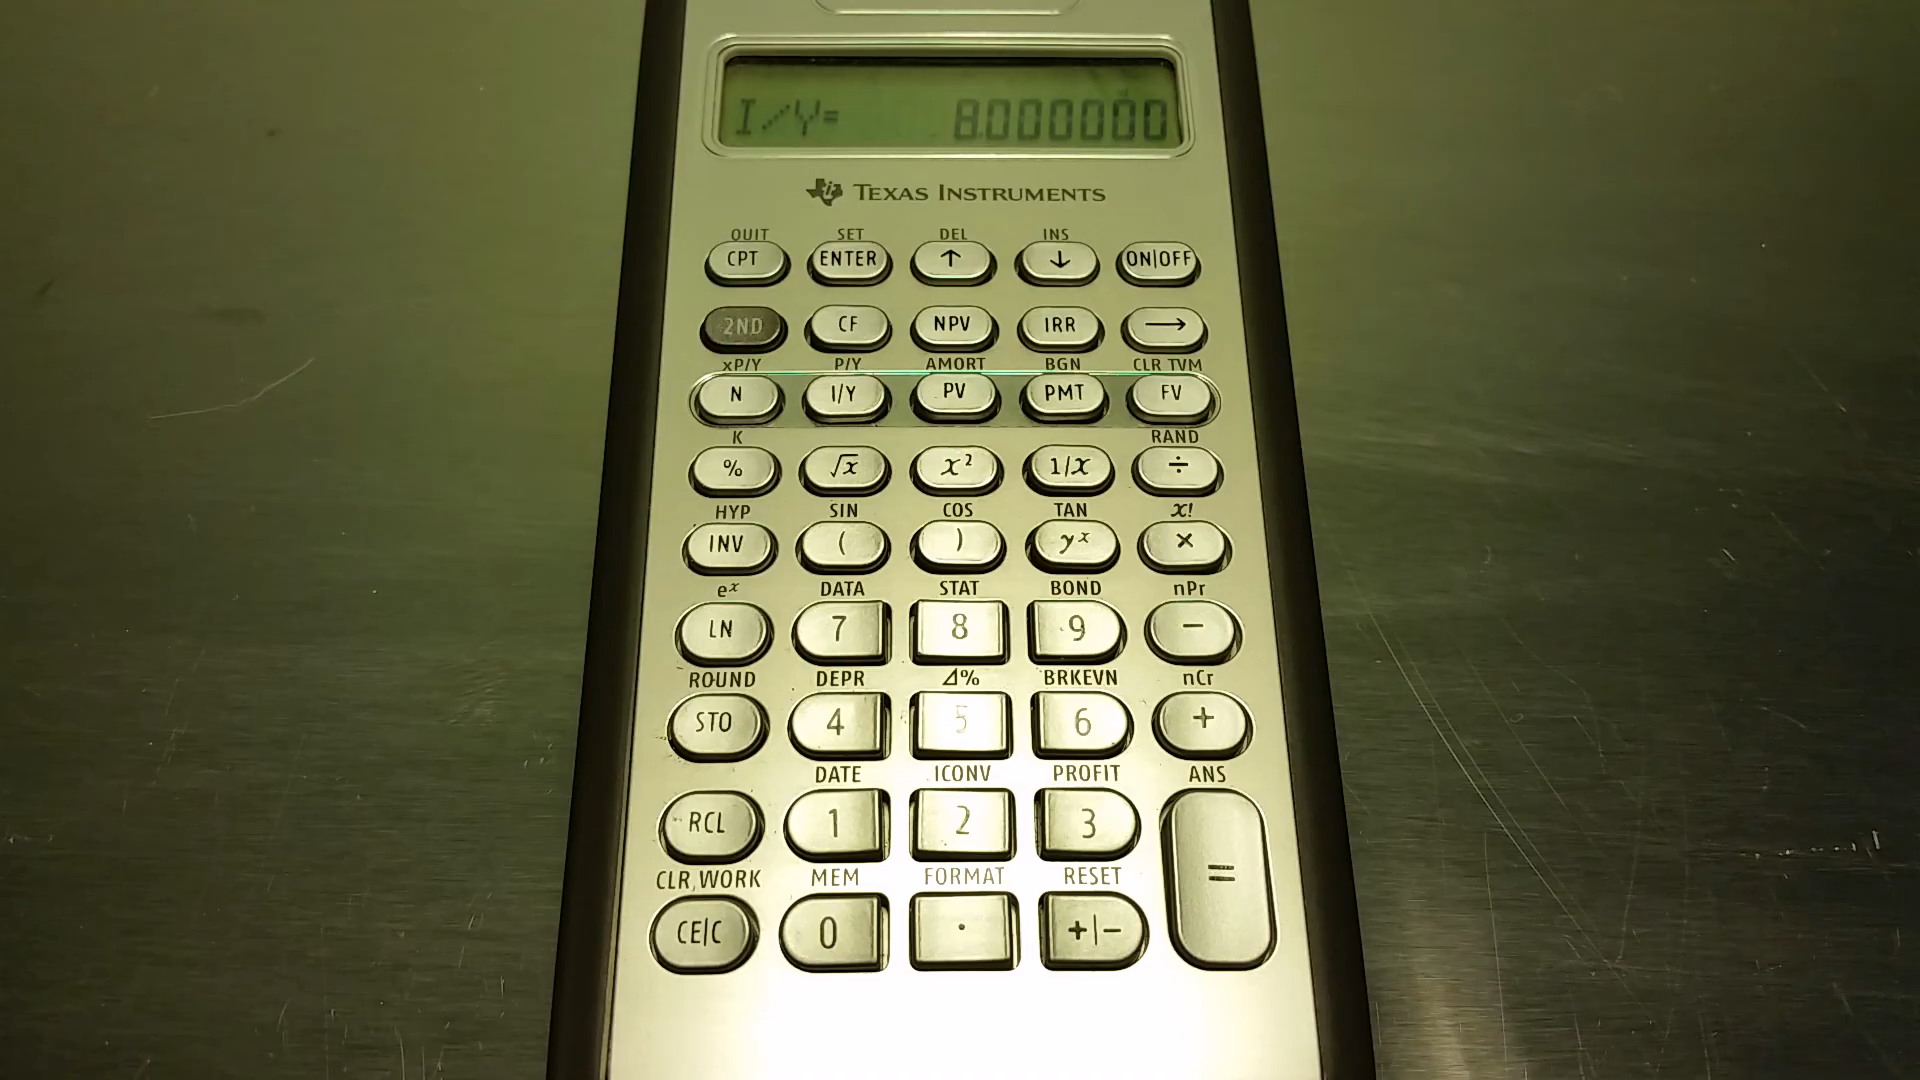 I/Y= 8.000000
TEXAS INSTRUMENTS
QUIT SET DEL INS
CPT ENTER ↑ ↓ ON|OFF
2ND CF NPV IRR →
xP/Y P/Y AMORT BGN CLR TVM
N I/Y PV PMT FV
K RAND
% √x x² 1/x ÷
HYP SIN COS TAN x!
INV ( ) yˣ ×
eˣ DATA STAT BOND nPr
LN 7 8 9 −
ROUND DEPR Δ% BRKEVN nCr
STO 4 5 6 +
DATE ICONV PROFIT ANS
RCL 1 2 3 =
CLR WORK MEM FORMAT RESET
CE|C 0 . +|−